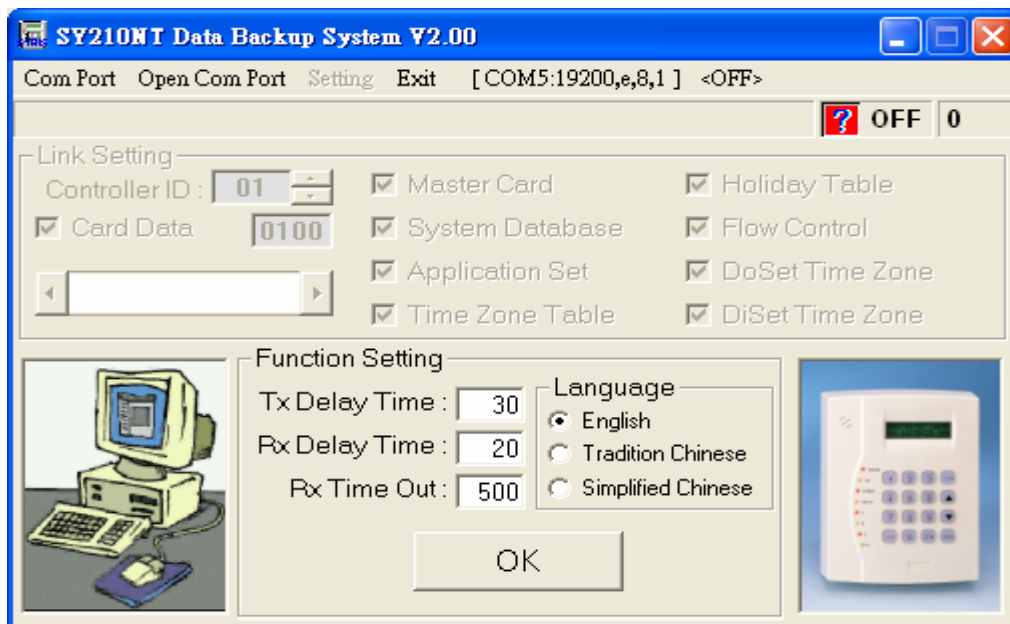 SY210NT Data Backup System V2.00
Com Port Open Com Port Setting Exit [ COM5:19200,e,8,1 ] <OFF>
? OFF 0
Link Setting
Controller ID : 01
Master Card
Holiday Table
Card Data 0100
System Database
Flow Control
Application Set
DoSet Time Zone
Time Zone Table
DiSet Time Zone
Function Setting
Tx Delay Time : 30
Rx Delay Time : 20
Rx Time Out : 500
Language
English
Tradition Chinese
Simplified Chinese
OK